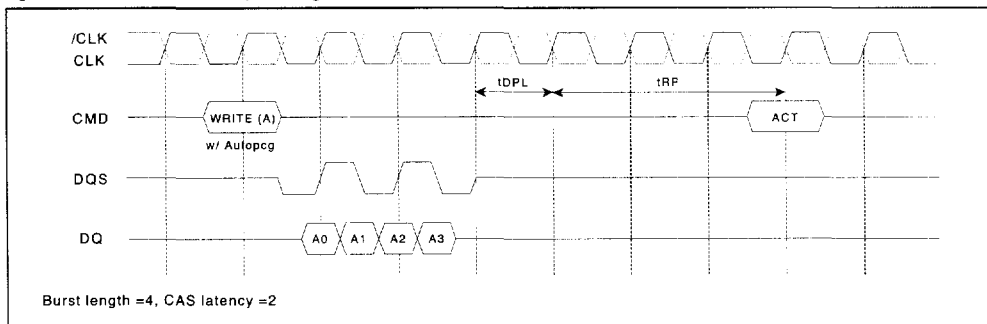 /CLK
CLK
tDPL
tRP
CMD
WRITE (A)
ACT
w/ Autopcg
DQS
DQ
A0
A1
A2
A3
Burst length =4, CAS latency =2